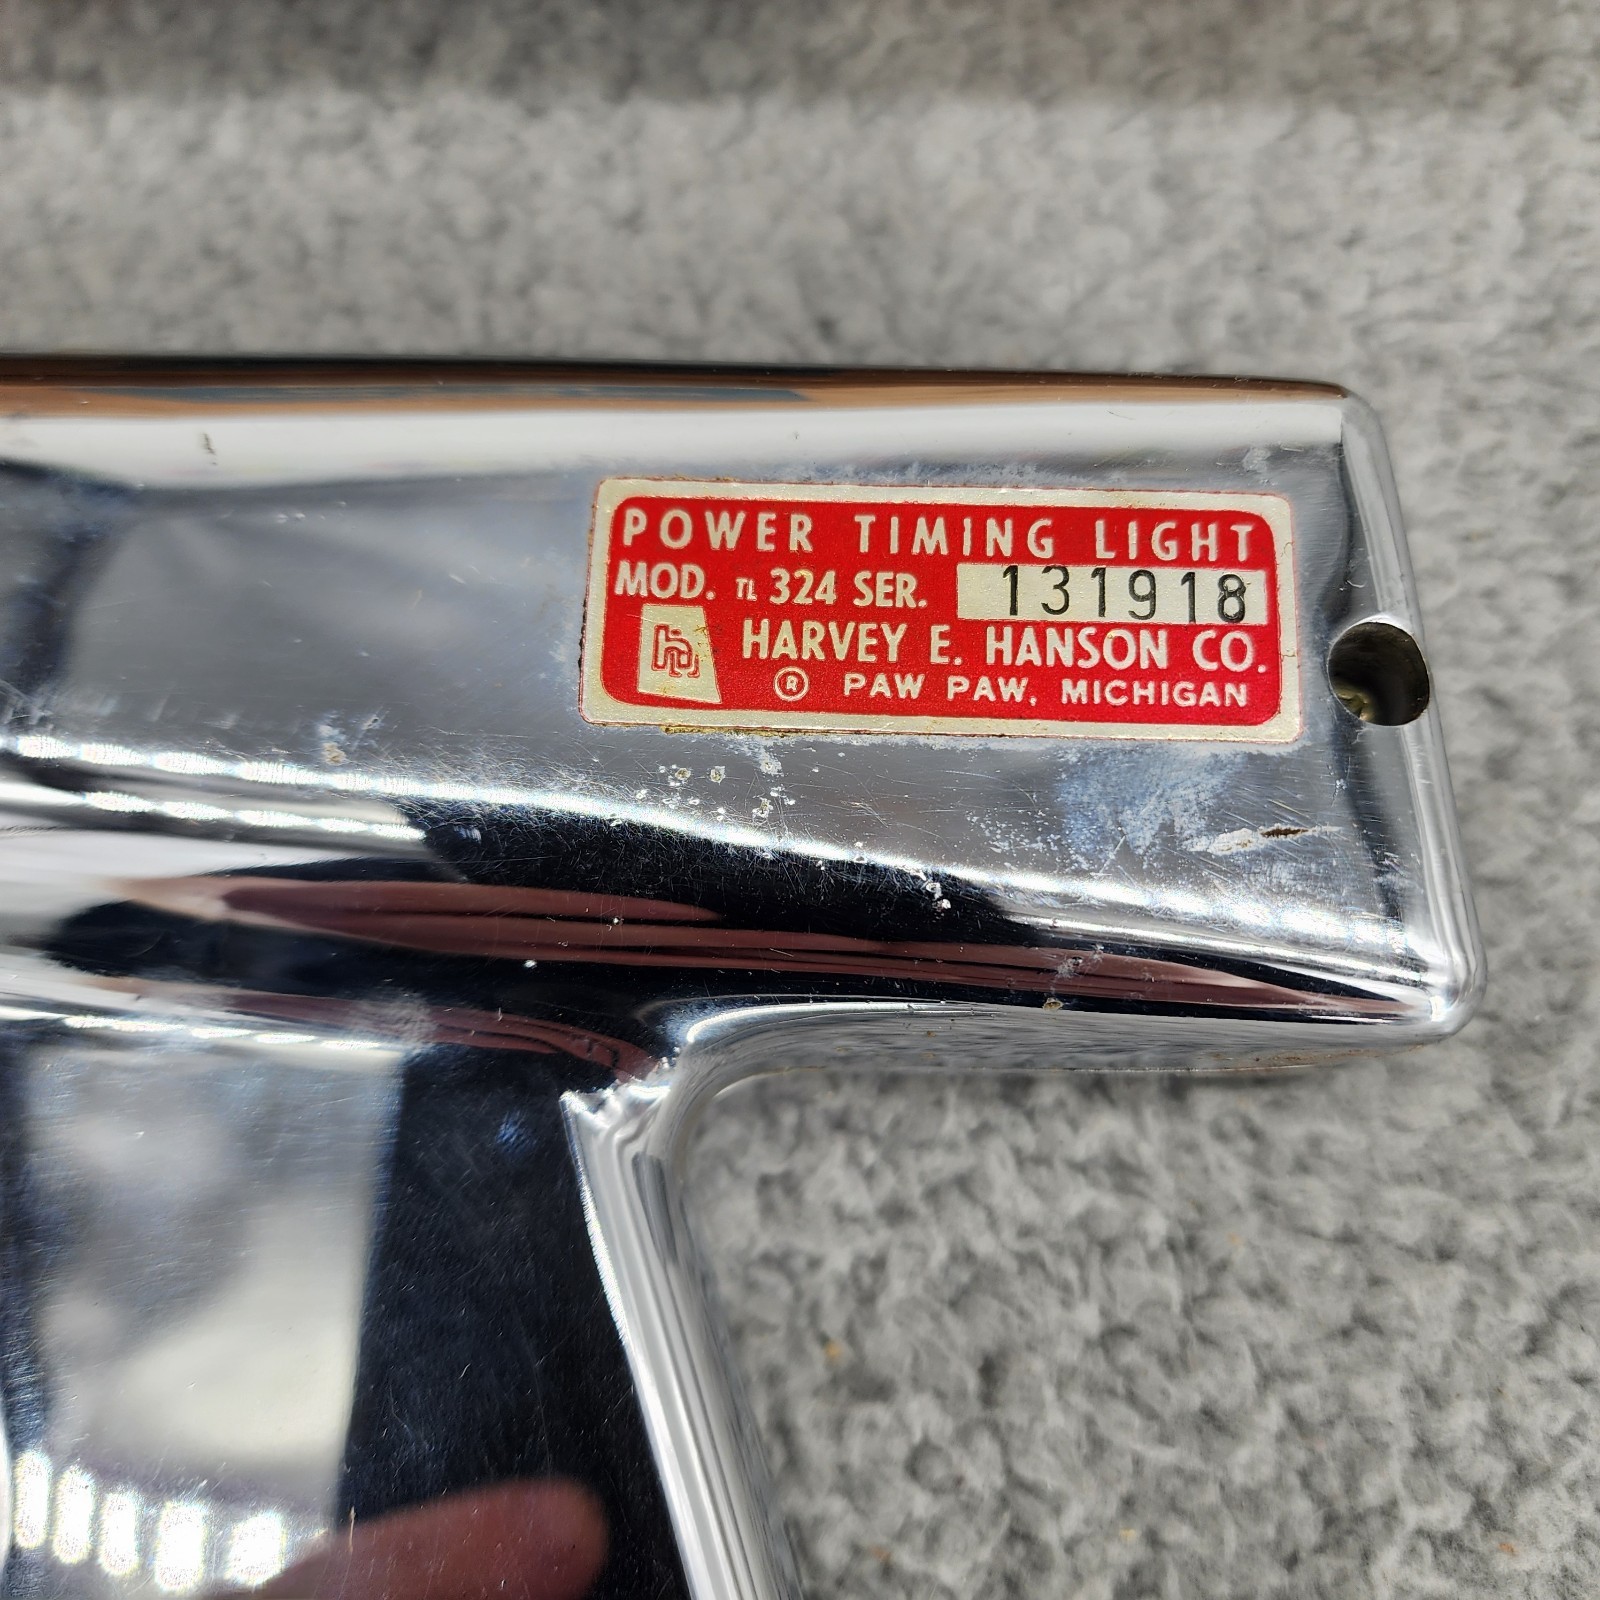 POWER TIMING LIGHT
MOD. TL 324 SER. 131918
HARVEY E. HANSON CO.
® PAW PAW, MICHIGAN